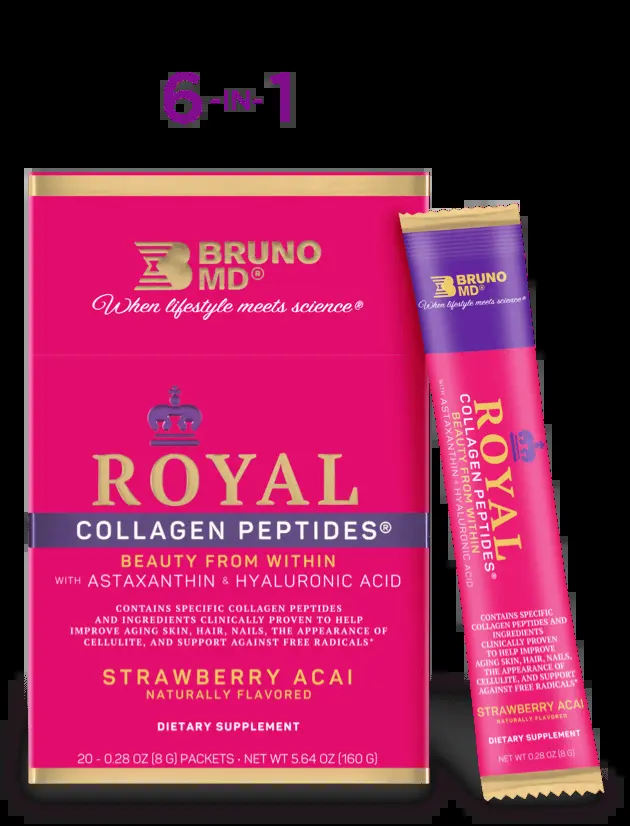 6-IN-1
BRUNO
MD®
When lifestyle meets science®
ROYAL
COLLAGEN PEPTIDES®
BEAUTY FROM WITHIN
WITH ASTAXANTHIN & HYALURONIC ACID
CONTAINS SPECIFIC COLLAGEN PEPTIDES
AND INGREDIENTS CLINICALLY PROVEN TO HELP
IMPROVE AGING SKIN, HAIR, NAILS, THE APPEARANCE OF
CELLULITE, AND SUPPORT AGAINST FREE RADICALS*
STRAWBERRY ACAI
NATURALLY FLAVORED
DIETARY SUPPLEMENT
20 - 0.28 OZ (8 G) PACKETS • NET WT 5.64 OZ (160 G)
BRUNO
MD®
When lifestyle meets science®
ROYAL
COLLAGEN PEPTIDES®
BEAUTY FROM WITHIN
WITH ASTAXANTHIN & HYALURONIC ACID
CONTAINS SPECIFIC
COLLAGEN PEPTIDES AND
INGREDIENTS
CLINICALLY PROVEN
TO HELP IMPROVE
AGING SKIN, HAIR, NAILS,
THE APPEARANCE OF
CELLULITE, AND SUPPORT
AGAINST FREE RADICALS*
STRAWBERRY ACAI
NATURALLY FLAVORED
DIETARY SUPPLEMENT
NET WT 0.28 OZ (8 G)